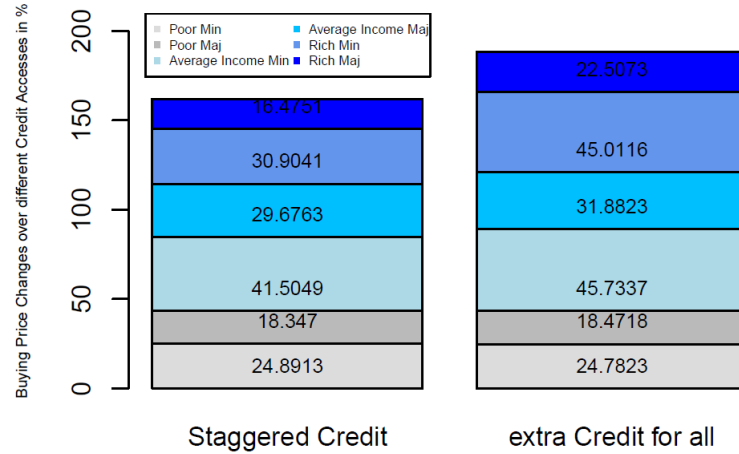 Buying Price Changes over different Credit Accesses in %
200
150
100
50
0
Poor Min
Poor Maj
Average Income Min
Average Income Maj
Rich Min
Rich Maj
16.4751
30.9041
29.6763
41.5049
18.347
24.8913
22.5073
45.0116
31.8823
45.7337
18.4718
24.7823
Staggered Credit
extra Credit for all